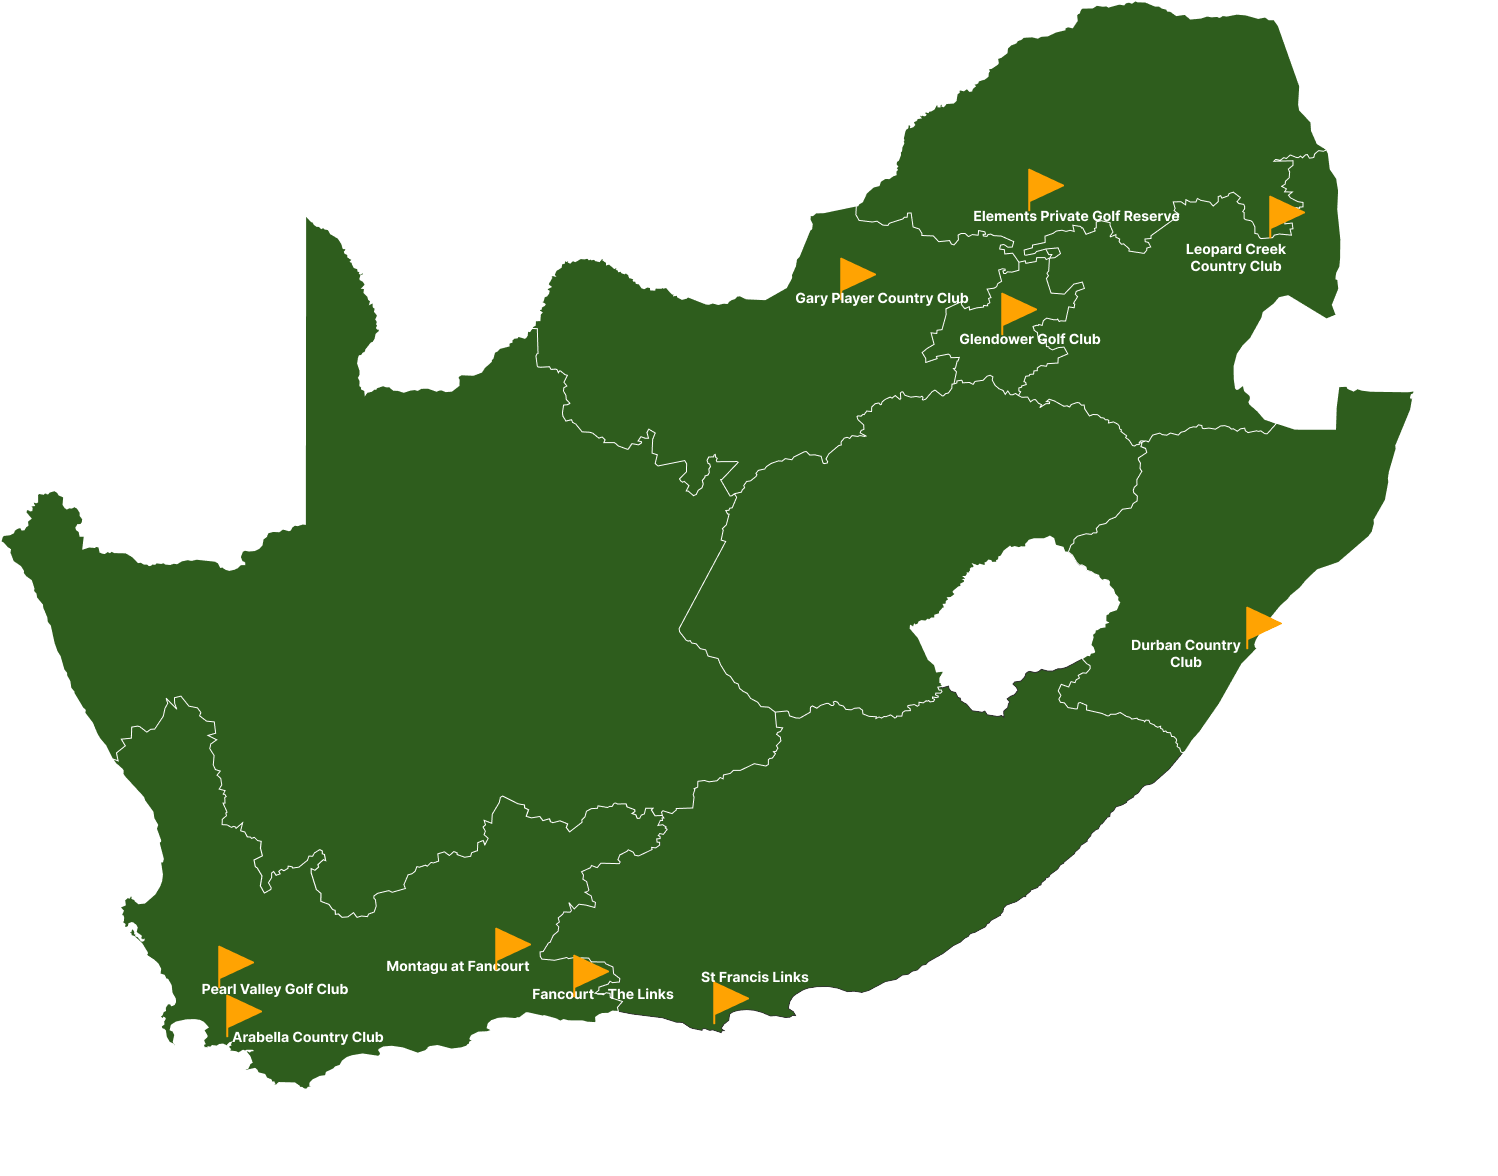 Elements Private Golf Reserve
Leopard Creek
Country Club
Gary Player Country Club
Glendower Golf Club
Durban Country
Club
Montagu at Fancourt
St Francis Links
Pearl Valley Golf Club
Fancourt - The Links
Arabella Country Club